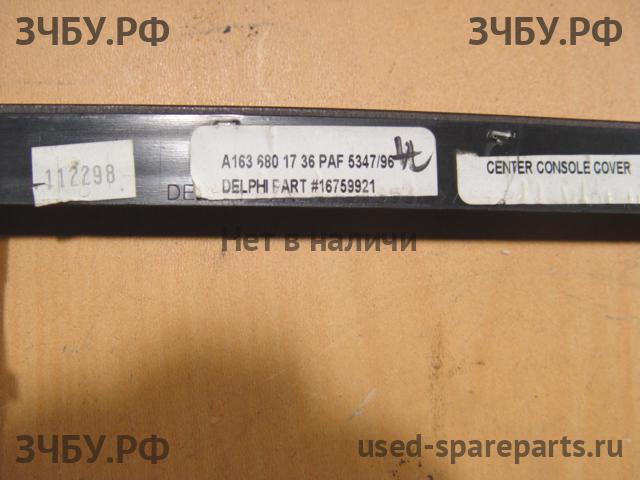 ЗЧБУ.РФ
ЗЧБУ.РФ
112298
A163 680 17 36 PAF 5347/96
DELPHI PART #16759921
CENTER CONSOLE COVER
Нет в наличи
ЗЧБУ.РФ
used-spareparts.ru